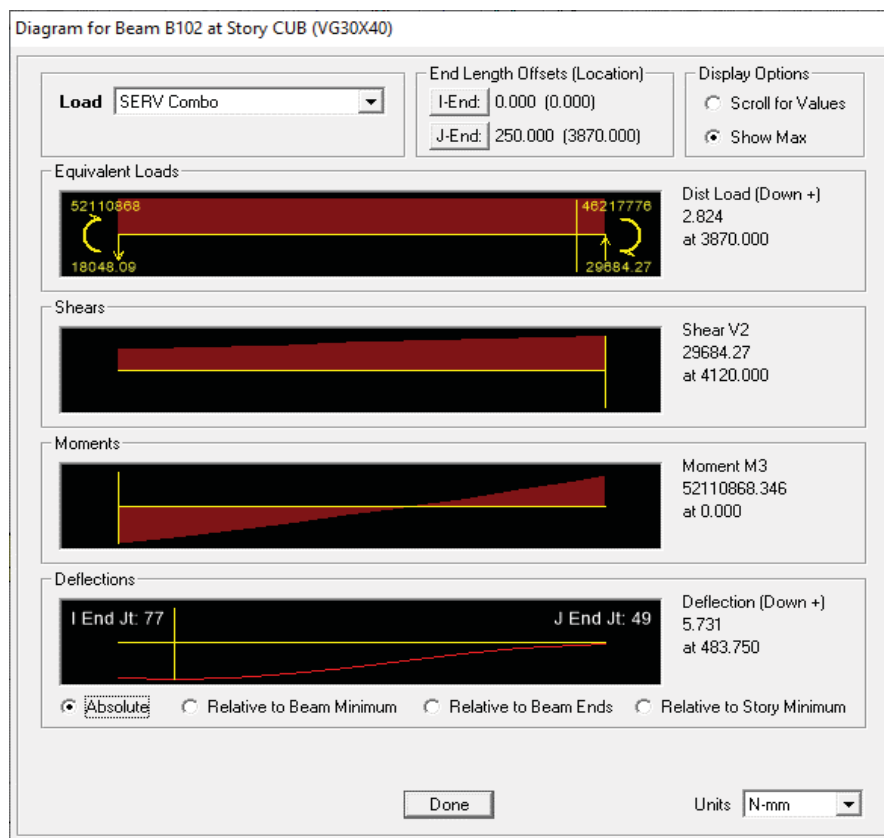 Diagram for Beam B102 at Story CUB (VG30X40)
Load SERV Combo
End Length Offsets (Location)
I-End: 0.000 (0.000)
J-End: 250.000 (3870.000)
Display Options
Scroll for Values
Show Max
Equivalent Loads
52110868
46217776
18048.09
29684.27
Dist Load (Down +)
2.824
at 3870.000
Shears
Shear V2
29684.27
at 4120.000
Moments
Moment M3
52110868.346
at 0.000
Deflections
I End Jt: 77
J End Jt: 49
Deflection (Down +)
5.731
at 483.750
Absolute
Relative to Beam Minimum
Relative to Beam Ends
Relative to Story Minimum
Done
Units N-mm